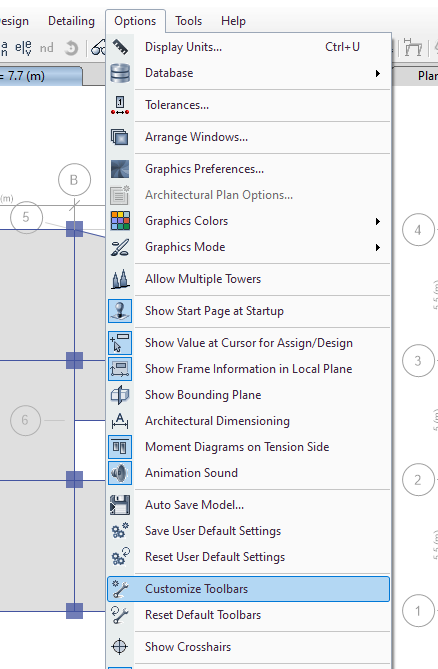 esign Detailing Options Tools Help
nd
= 7.7 (m)
Plan
Display Units... Ctrl+U
Database
Tolerances...
Arrange Windows...
Graphics Preferences...
Architectural Plan Options...
Graphics Colors
Graphics Mode
Allow Multiple Towers
Show Start Page at Startup
Show Value at Cursor for Assign/Design
Show Frame Information in Local Plane
Show Bounding Plane
Architectural Dimensioning
Moment Diagrams on Tension Side
Animation Sound
Auto Save Model...
Save User Default Settings
Reset User Default Settings
Customize Toolbars
Reset Default Toolbars
Show Crosshairs
B
(m)
5
6
4
3
2
1